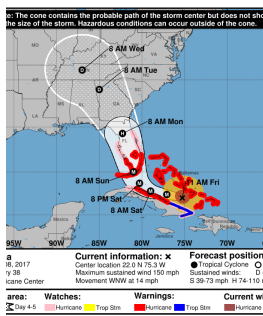 te: The cone contains the probable path of the storm center but does not sho
the size of the storm. Hazardous conditions can occur outside of the cone.
8 AM Wed
8 AM Tue
8 AM Mon
8 AM Sun
11 AM Fri
8 PM Sat
8 AM Sat
Mexico
95W 90W 85W 80W 75W 70W
Current information: x
Forecast position
08, 2017
Center location 22.0 N 75.3 W
Tropical Cyclone O
ry 38
Maximum sustained wind 150 mph
Sustained winds: D
Movement WNW at 14 mph
S 39-73 mph H 74-110 m
area: Watches: Warnings: Current wi
Day 4-5 Hurricane Trop Stm Hurricane Trop Stm Hurricane